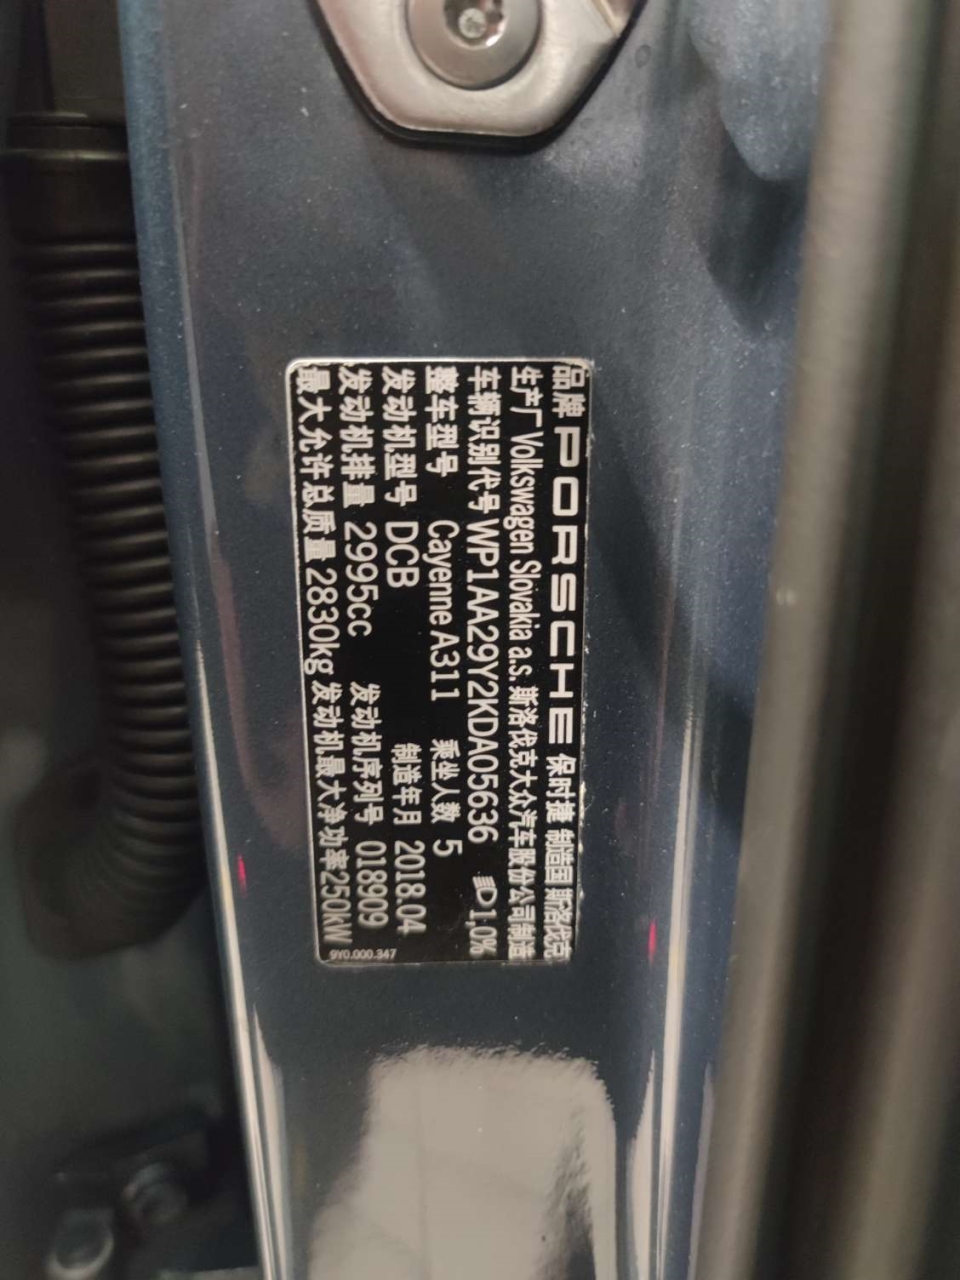 品牌 PORSCHE 保时捷 制造国 斯洛伐克
生产厂 Volkswagen Slovakia a.s. 斯洛伐克大众汽车股份公司制造
车辆识别代号 WP1AA29Y2KDA05636 1,0%
整车型号 Cayenne A311 乘坐人数 5
发动机型号 DCB 制造年月 2018.04
发动机排量 2995cc 发动机序列号 018909
最大允许总质量 2830kg 发动机最大净功率250kW
9Y0.000.347